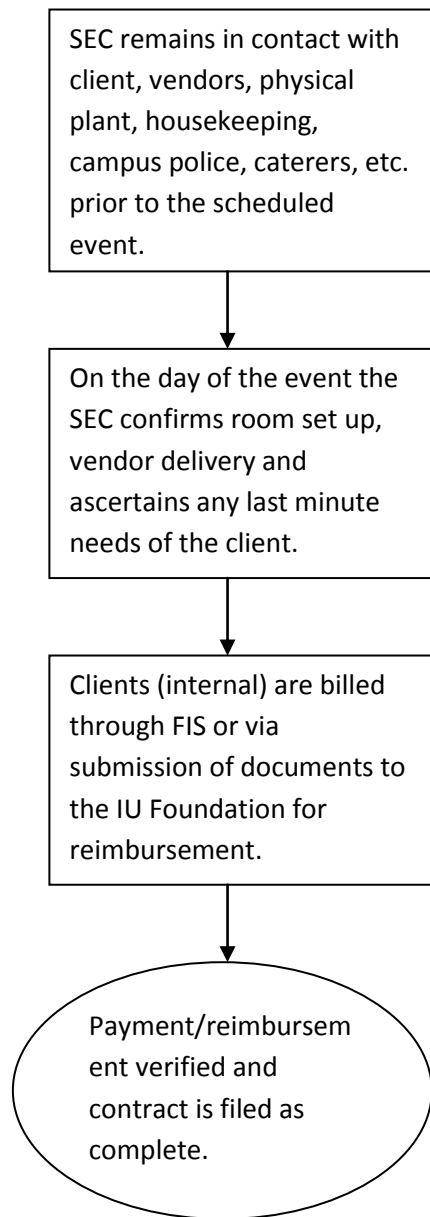 SEC remains in contact with
client, vendors, physical
plant, housekeeping,
campus police, caterers, etc.
prior to the scheduled
event.
On the day of the event the
SEC confirms room set up,
vendor delivery and
ascertains any last minute
needs of the client.
Clients (internal) are billed
through FIS or via
submission of documents to
the IU Foundation for
reimbursement.
Payment/reimbursem
ent verified and
contract is filed as
complete.